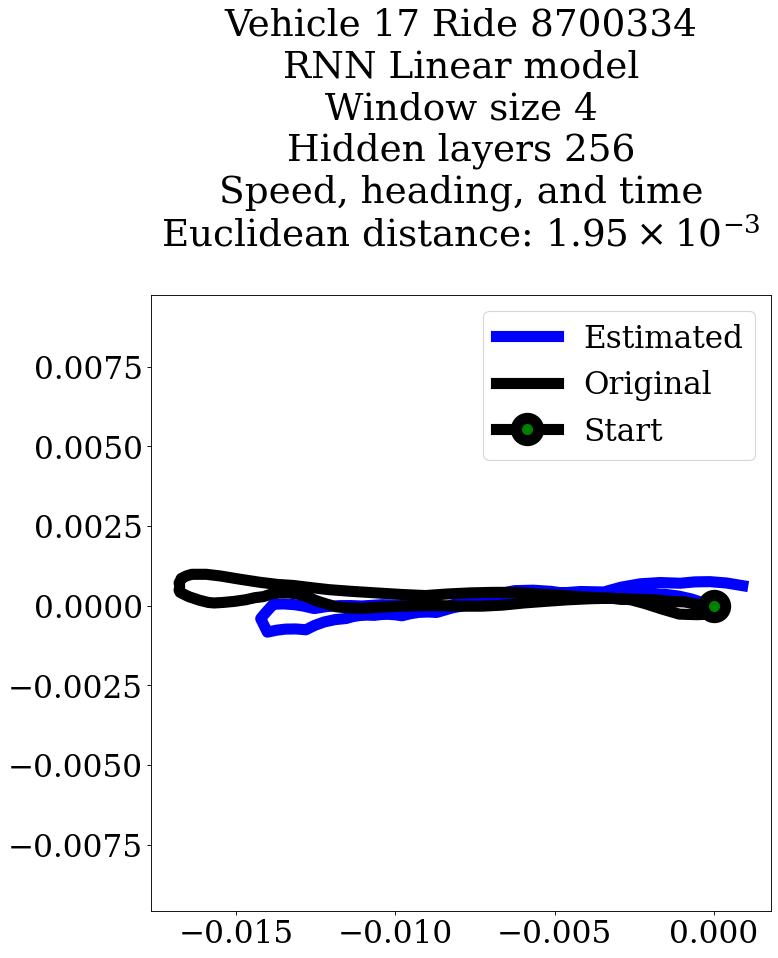 Vehicle 17 Ride 8700334
RNN Linear model
Window size 4
Hidden layers 256
Speed, heading, and time
Euclidean distance: 1.95 × 10⁻³
Estimated
Original
Start
0.0075
0.0050
0.0025
0.0000
−0.0025
−0.0050
−0.0075
−0.015 −0.010 −0.005 0.000